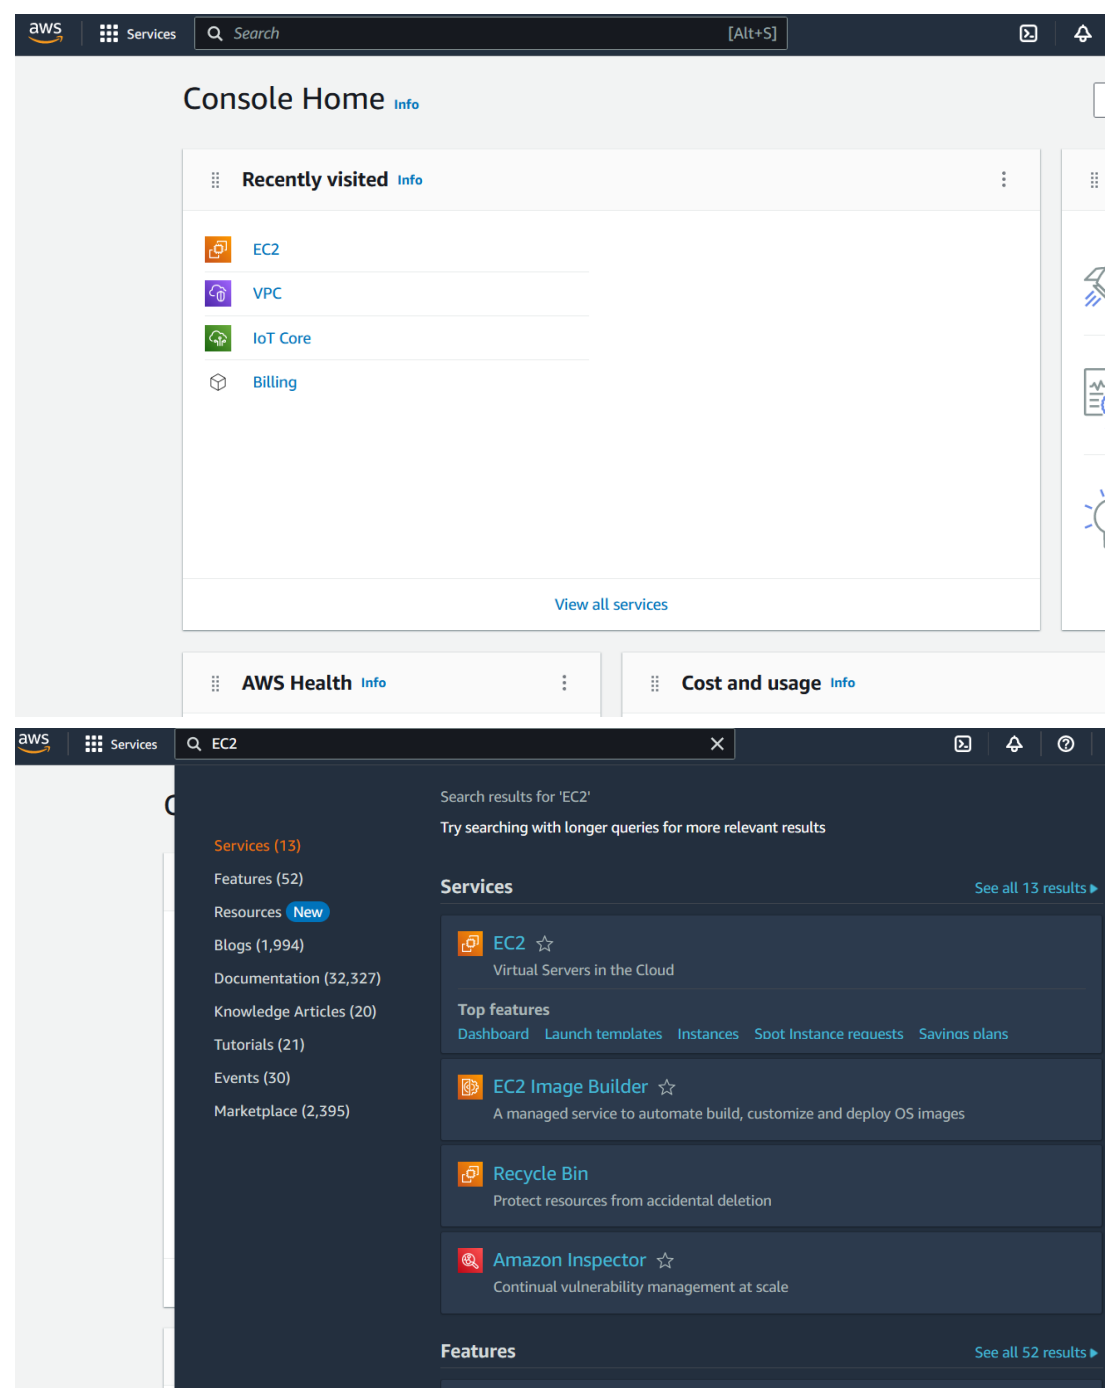 aws Services Search [Alt+S]
Console Home Info
Recently visited Info
EC2
VPC
IoT Core
Billing
View all services
AWS Health Info
Cost and usage Info
aws Services EC2
Search results for 'EC2'
Try searching with longer queries for more relevant results
Services (13)
Features (52)
Resources New
Blogs (1,994)
Documentation (32,327)
Knowledge Articles (20)
Tutorials (21)
Events (30)
Marketplace (2,395)
Services See all 13 results
EC2
Virtual Servers in the Cloud
Top features
Dashboard Launch templates Instances Spot Instance requests Savings plans
EC2 Image Builder
A managed service to automate build, customize and deploy OS images
Recycle Bin
Protect resources from accidental deletion
Amazon Inspector
Continual vulnerability management at scale
Features See all 52 results